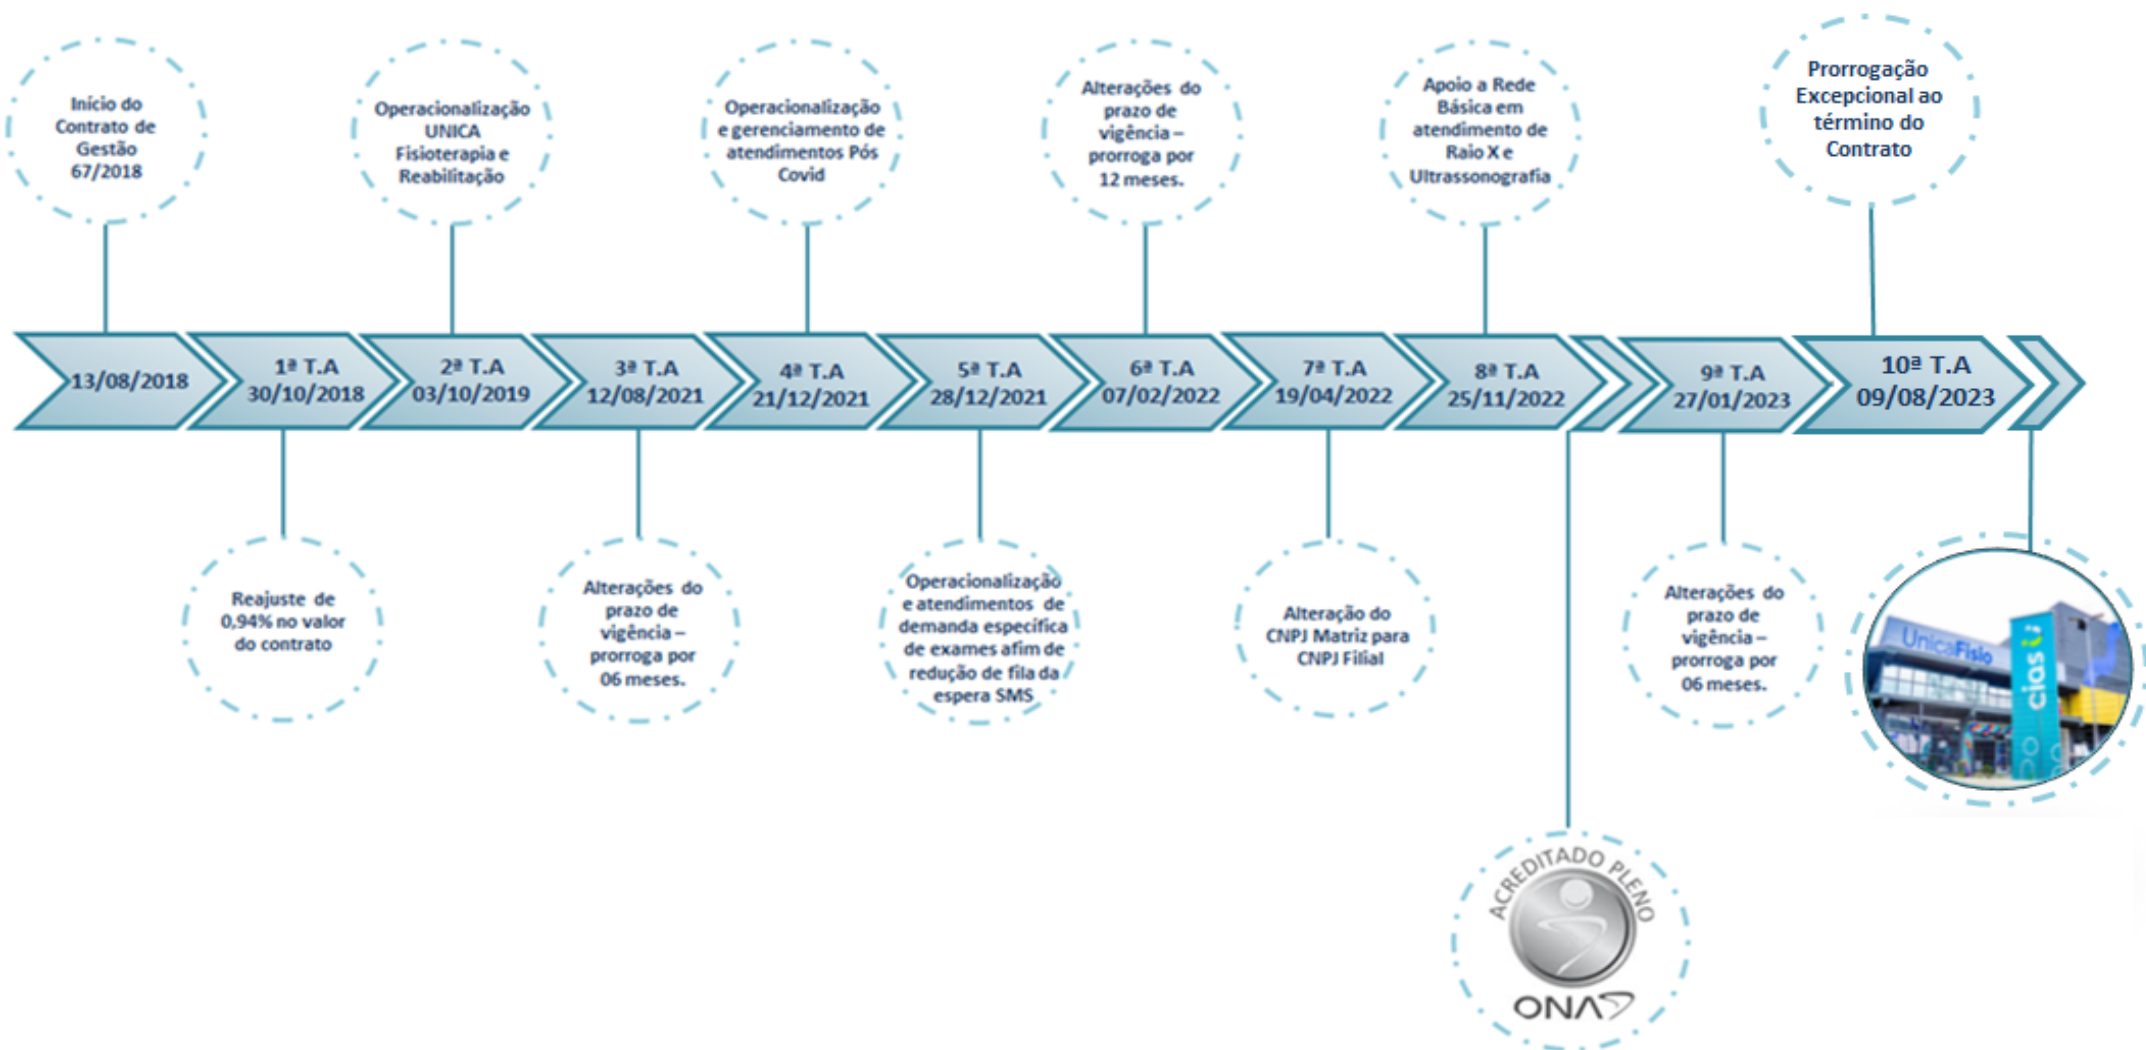 Início do
Contrato de
Gestão
67/2018
Operacionalização
UNICA
Fisioterapia e
Reabilitação
Operacionalização
e gerenciamento de
atendimentos Pós
Covid
Alterações do
prazo de
vigência –
prorroga por
12 meses.
Apoio a Rede
Básica em
atendimento de
Raio X e
Ultrassonografia
Prorrogação
Excepcional ao
término do
Contrato
13/08/2018
1ª T.A
30/10/2018
2ª T.A
03/10/2019
3ª T.A
12/08/2021
4ª T.A
21/12/2021
5ª T.A
28/12/2021
6ª T.A
07/02/2022
7ª T.A
19/04/2022
8ª T.A
25/11/2022
9ª T.A
27/01/2023
10ª T.A
09/08/2023
Reajuste de
0,94% no valor
do contrato
Alterações do
prazo de
vigência –
prorroga por
06 meses.
Operacionalização
e atendimentos de
demanda específica
de exames afim de
redução de fila da
espera SMS
Alteração do
CNPJ Matriz para
CNPJ Filial
Alterações do
prazo de
vigência –
prorroga por
06 meses.
UnicaFisio
cias
ACREDITADO PLENO
ONA